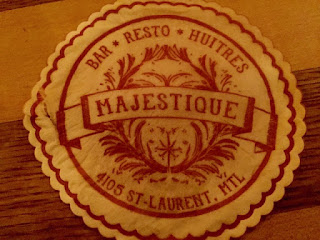 BAR * RESTO * HUITRES
MAJESTIQUE
4105 ST-LAURENT, MTL